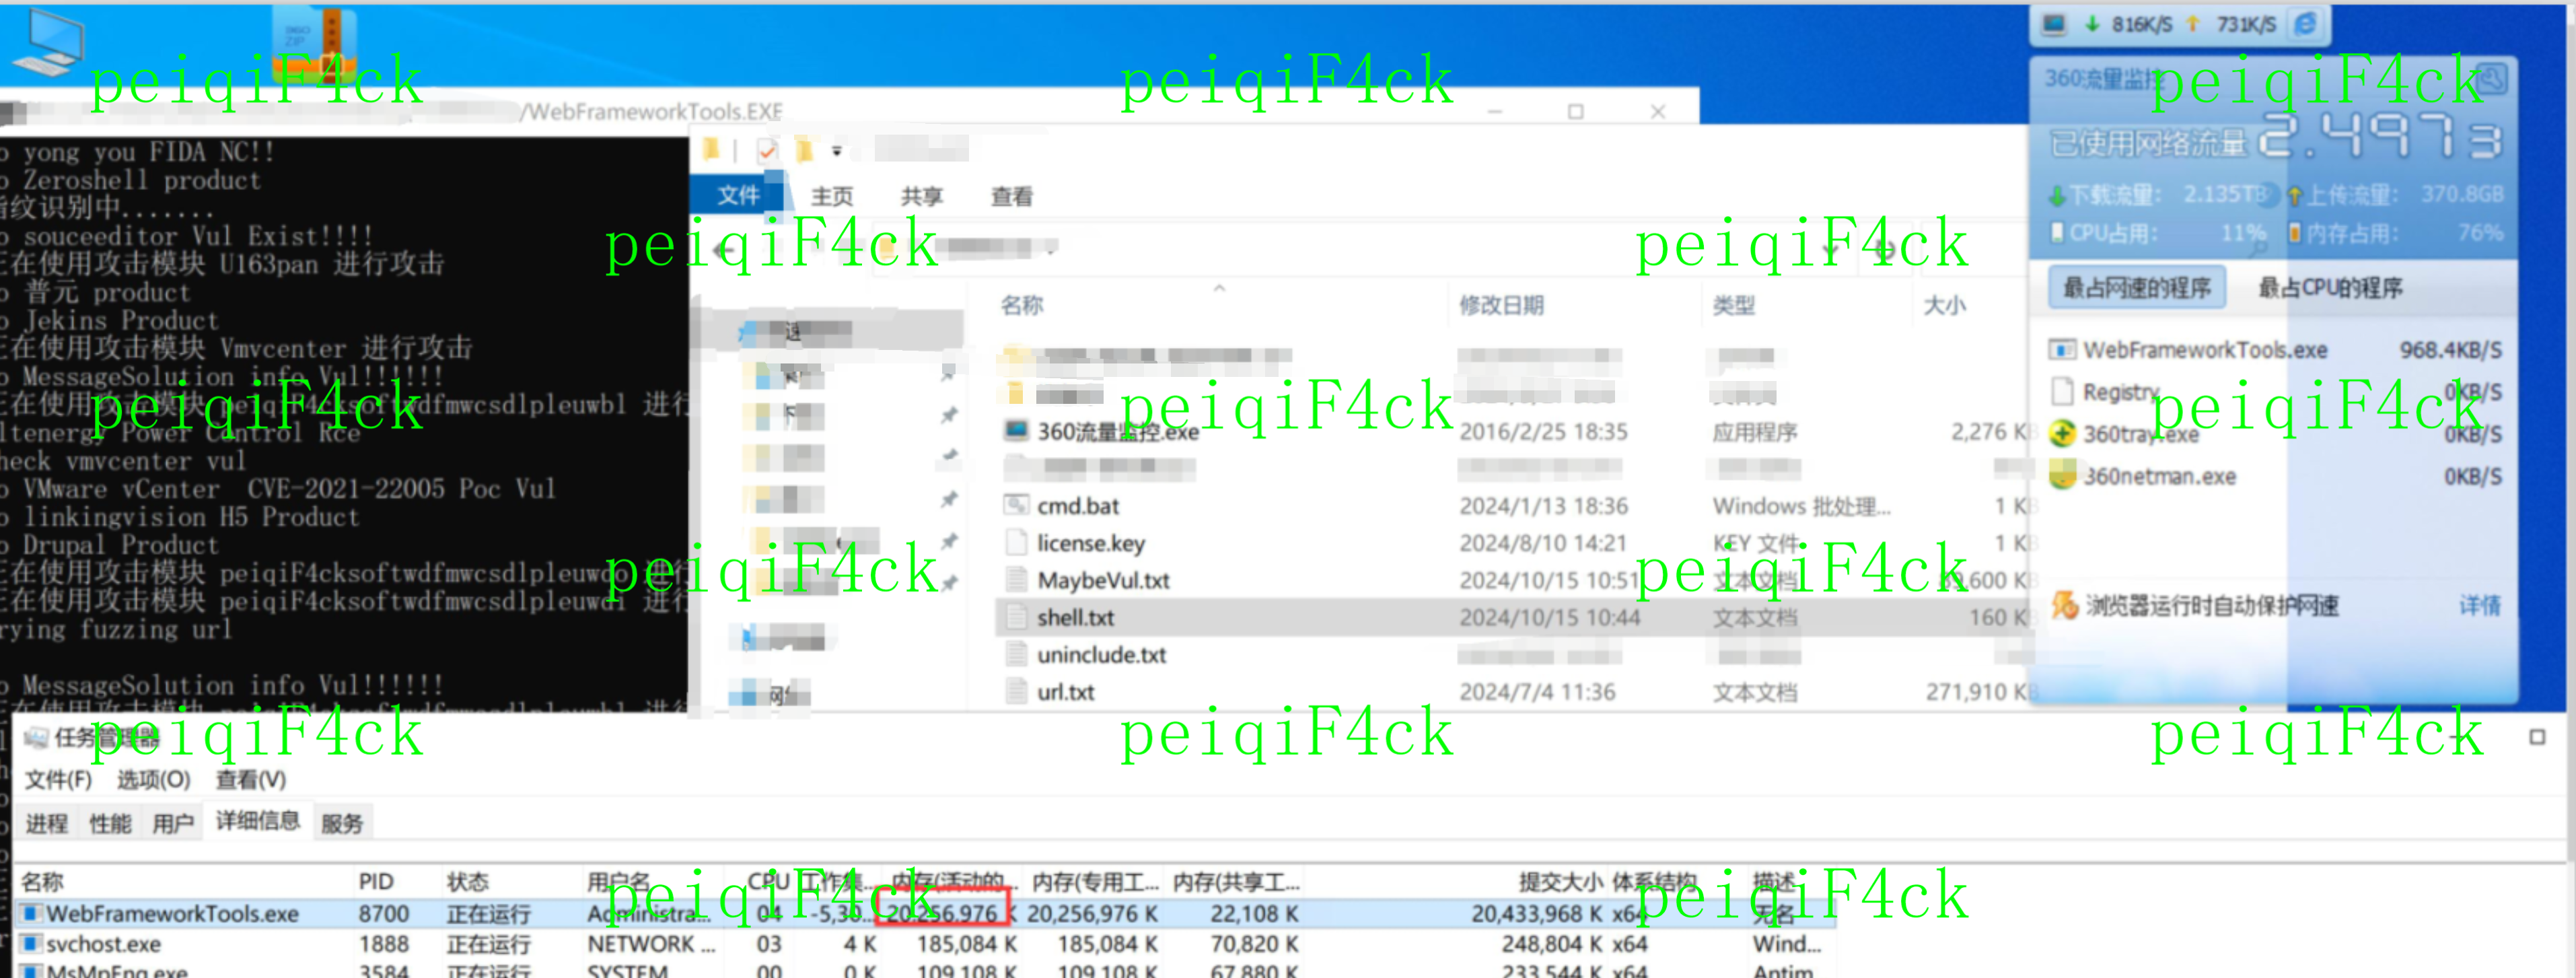 816K/S 731K/S
360流量监控
已使用网络流量 2.4973
下载流量: 2.135TB 上传流量: 370.8GB
CPU占用: 11% 内存占用: 76%
最占网速的程序 最占CPU的程序
WebFrameworkTools.exe 968.4KB/S
Registry 0KB/S
360tray.exe 0KB/S
360netman.exe 0KB/S
浏览器运行时自动保护网速 详情
peiqiF4ck peiqiF4ck peiqiF4ck
/WebFrameworkTools.EXE
o yong you FIDA NC!!
o Zeroshell product
指纹识别中.......
o souceeditor Vul Exist!!!!
正在使用攻击模块 U163pan 进行攻击
o 普元 product
o Jekins Product
正在使用攻击模块 Vmvcenter 进行攻击
o MessageSolution info Vul!!!!!!
正在使用攻击模块 peiqiF4cksoftwdfmwcsdlpleuwbl 进行
ltenergy Power Control Rce
heck vmvcenter vul
o VMware vCenter  CVE-2021-22005 Poc Vul
o linkingvision H5 Product
o Drupal Product
正在使用攻击模块 peiqiF4cksoftwdfmwcsdlpleuwdo 进行
正在使用攻击模块 peiqiF4cksoftwdfmwcsdlpleuwdl 进行
rying fuzzing url
o MessageSolution info Vul!!!!!!
正在使用攻击模块 peiqiF4cksoftwdfmwcsdlpleuwbl 进行
文件 主页 共享 查看
peiqiF4ck peiqiF4ck
名称 修改日期 类型 大小
360流量监控.exe 2016/2/25 18:35 应用程序 2,276 KB
cmd.bat 2024/1/13 18:36 Windows 批处理... 1 KB
license.key 2024/8/10 14:21 KEY 文件 1 KB
MaybeVul.txt 2024/10/15 10:51 文本文档 600 KB
shell.txt 2024/10/15 10:44 文本文档 160 KB
uninclude.txt
url.txt 2024/7/4 11:36 文本文档 271,910 KB
peiqiF4ck peiqiF4ck peiqiF4ck
peiqiF4ck peiqiF4ck
peiqiF4ck peiqiF4ck peiqiF4ck
任务管理器
文件(F) 选项(O) 查看(V)
进程 性能 用户 详细信息 服务
peiqiF4ck peiqiF4ck
名称 PID 状态 用户名 CPU 工作集... 内存(活动的... 内存(专用工... 内存(共享工... 提交大小 体系结构 描述
WebFrameworkTools.exe 8700 正在运行 Administra... 04 -5,30... 20,256,976 K 20,256,976 K 22,108 K 20,433,968 K x64 无名
svchost.exe 1888 正在运行 NETWORK ... 03 4 K 185,084 K 185,084 K 70,820 K 248,804 K x64 Wind...
MsMpEng.exe 3584 正在运行 SYSTEM 00 0 K 109,108 K 109,108 K 67,880 K 233,544 K x64 Antim...